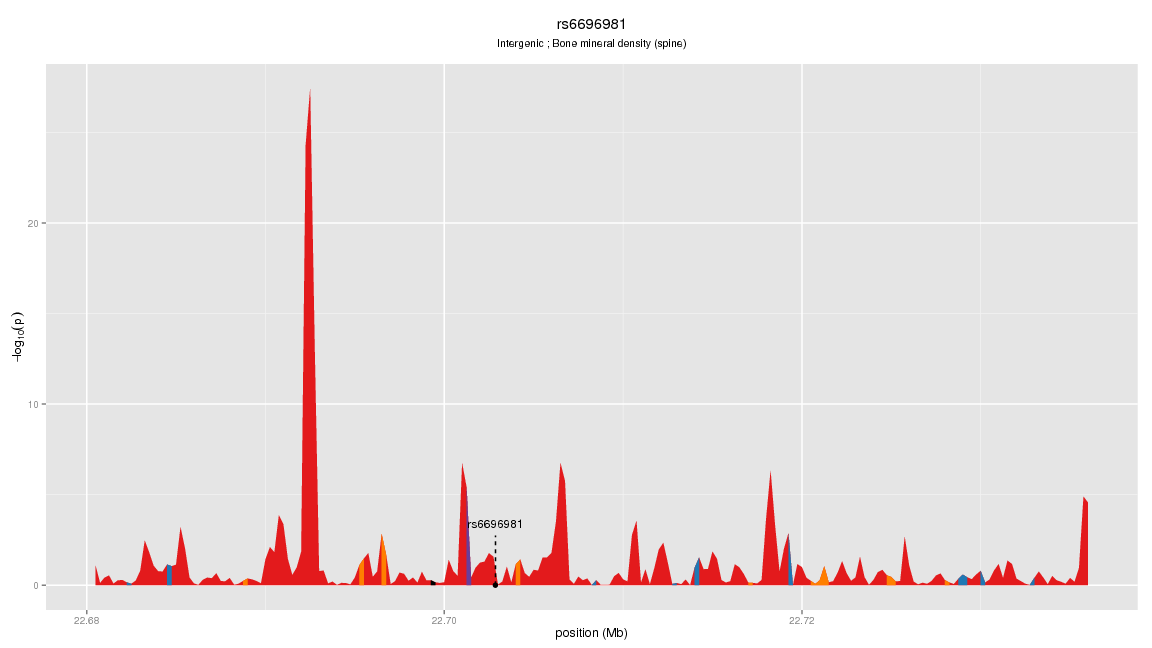 rs6696981
Intergenic ; Bone mineral density (spine)
−log10(p)
20
10
0
rs6696981
22.68
22.70
22.72
position (Mb)